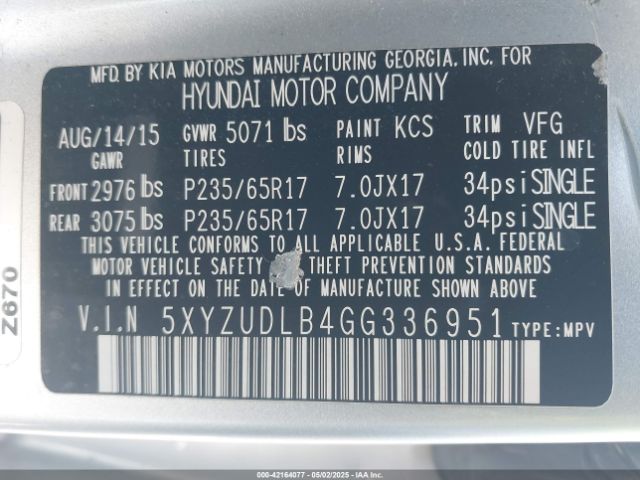 MFD. BY KIA MOTORS MANUFACTURING GEORGIA, INC. FOR
HYUNDAI MOTOR COMPANY
AUG/14/15 GVWR 5071 lbs PAINT KCS TRIM VFG
GAWR TIRES RIMS COLD TIRE INFL
FRONT 2976 lbs P235/65R17 7.0JX17 34psi SINGLE
REAR 3075 lbs P235/65R17 7.0JX17 34psi SINGLE
THIS VEHICLE CONFORMS TO ALL APPLICABLE U.S.A. FEDERAL
MOTOR VEHICLE SAFETY THEFT PREVENTION STANDARDS
IN EFFECT ON THE DATE OF MANUFACTURE SHOWN ABOVE.
V.I.N 5XYZUDLB4GG336951 TYPE: MPV
Z670
000-42164077 - 05/02/2025 - IAAI.COM